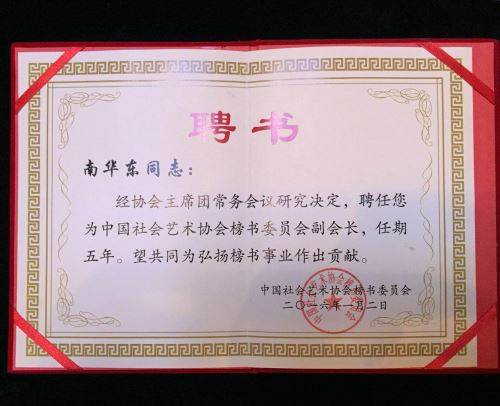 聘书
南华东同志：
经协会主席团常务会议研究决定，聘任您
为中国社会艺术协会榜书委员会副会长，任期
五年。望共同为弘扬榜书事业作出贡献。
中国社会艺术协会榜书委员会
二〇一六年一月二日